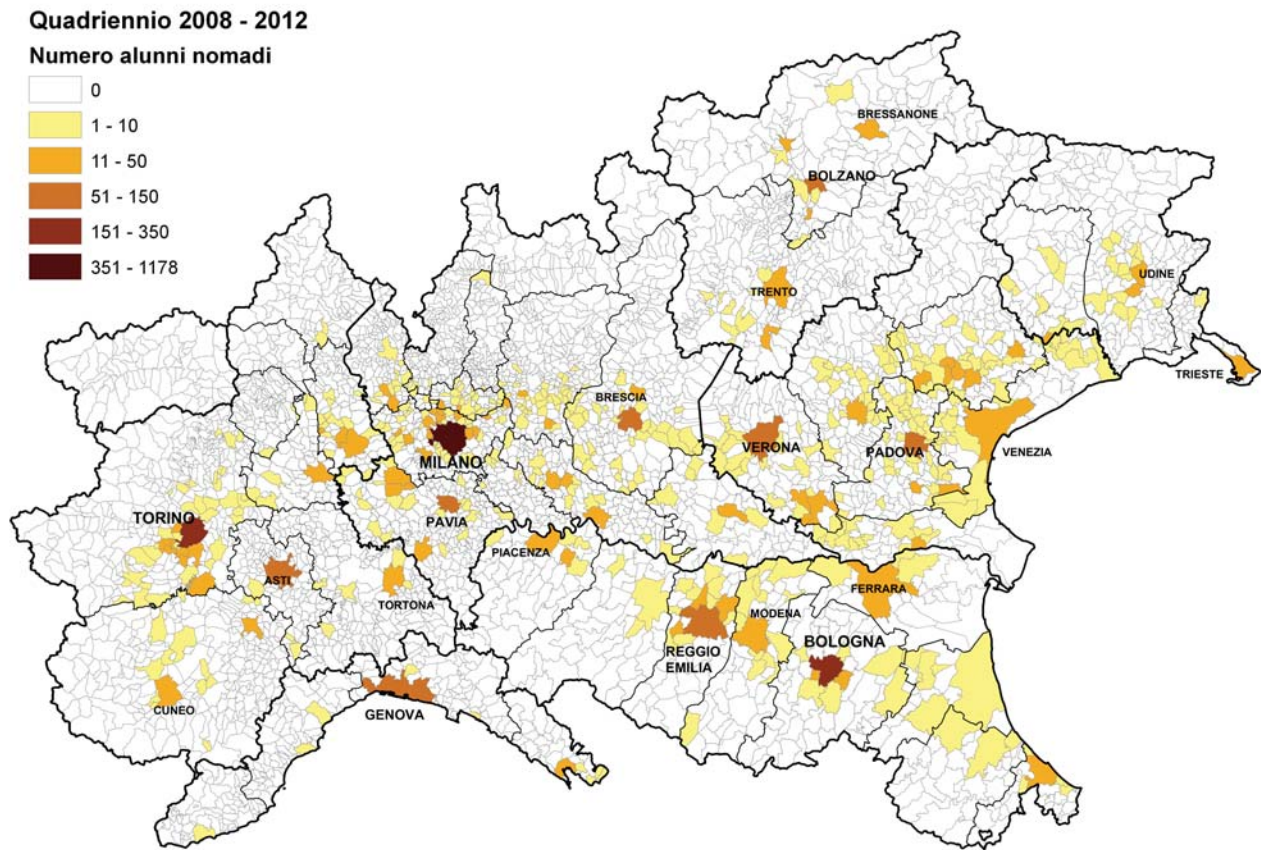 Quadriennio 2008 - 2012
Numero alunni nomadi
0
1 - 10
11 - 50
51 - 150
151 - 350
351 - 1178
BRESSANONE
BOLZANO
UDINE
TRENTO
TRIESTE
BRESCIA
VERONA
PADOVA
VENEZIA
MILANO
TORINO
PAVIA
PIACENZA
ASTI
TORTONA
FERRARA
MODENA
REGGIO
EMILIA
BOLOGNA
CUNEO
GENOVA